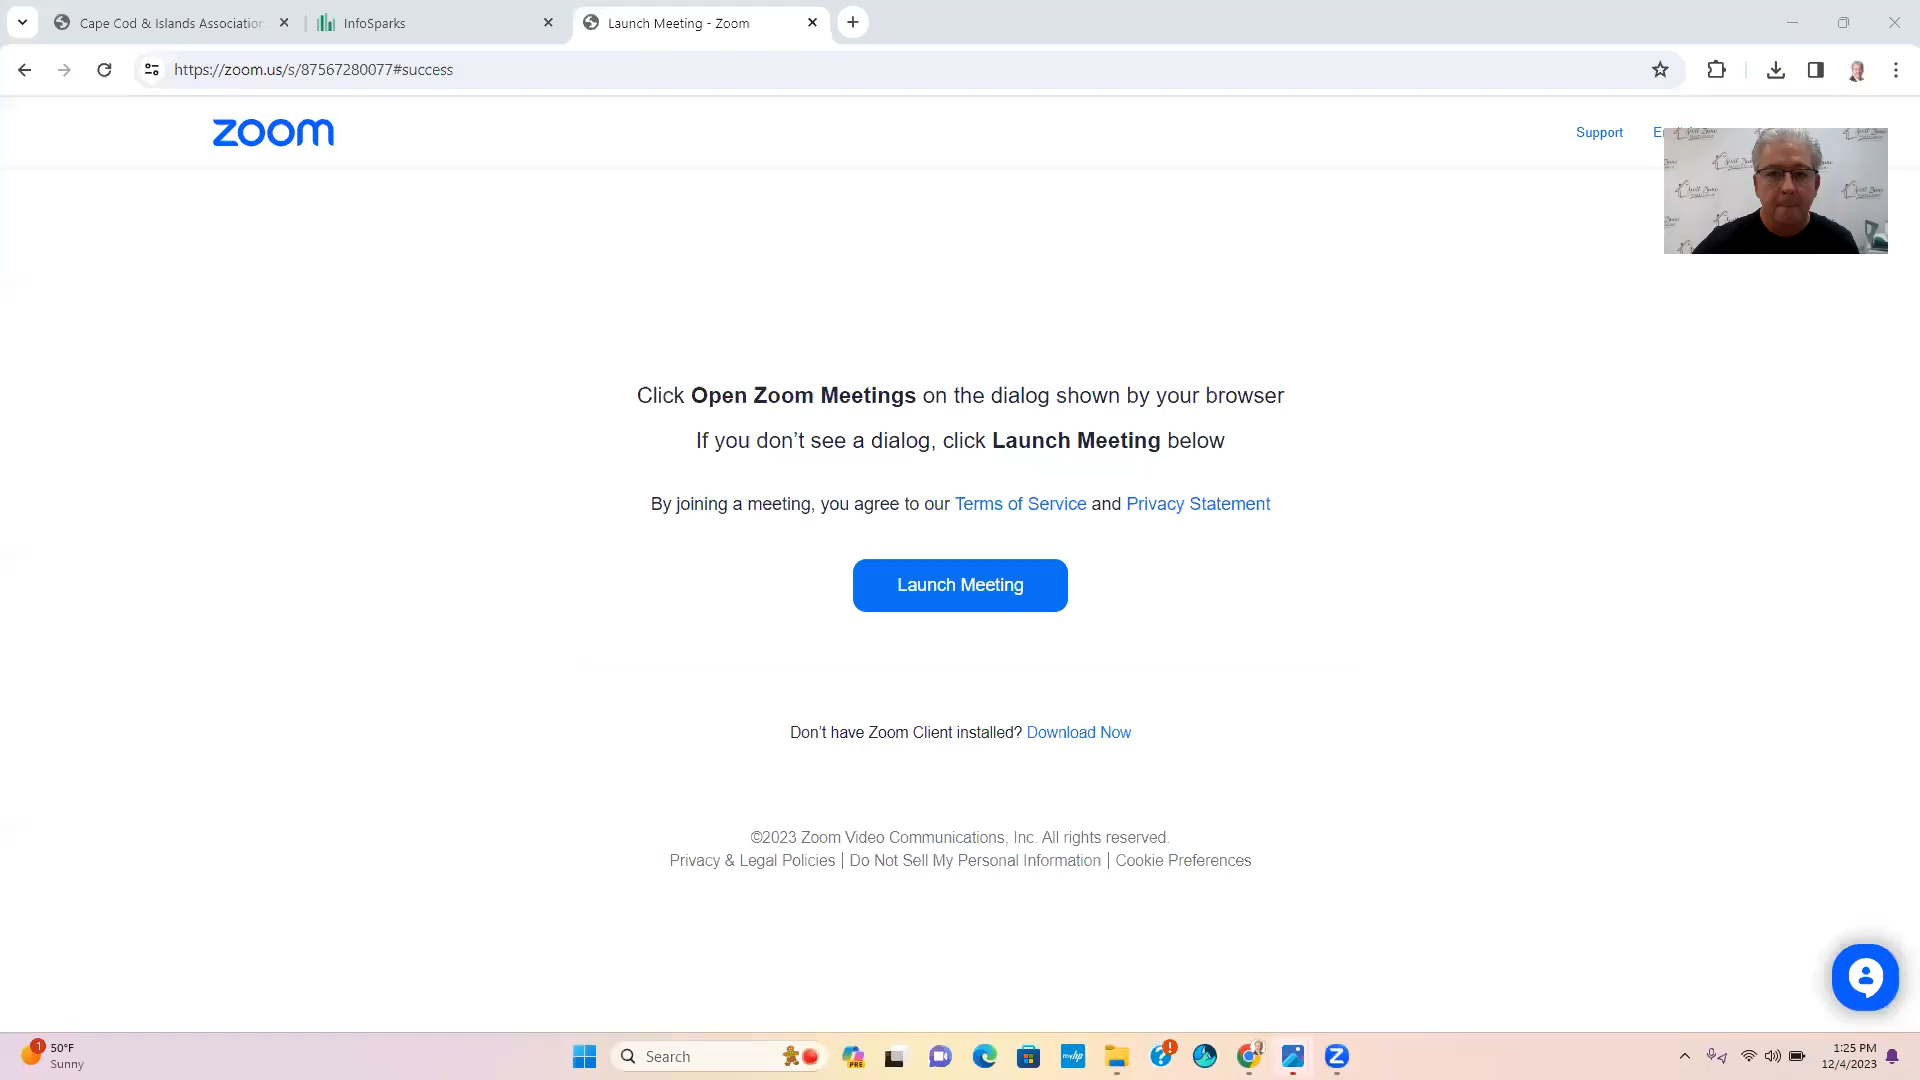 Cape Cod & Islands Association
InfoSparks
Launch Meeting - Zoom
https://zoom.us/s/87567280077#success
zoom
Support
Click Open Zoom Meetings on the dialog shown by your browser
If you don’t see a dialog, click Launch Meeting below
By joining a meeting, you agree to our Terms of Service and Privacy Statement
Launch Meeting
Don’t have Zoom Client installed? Download Now
©2023 Zoom Video Communications, Inc. All rights reserved.
Privacy & Legal Policies | Do Not Sell My Personal Information | Cookie Preferences
1
50°F
Sunny
Search
PRE
myhp
1:25 PM
12/4/2023